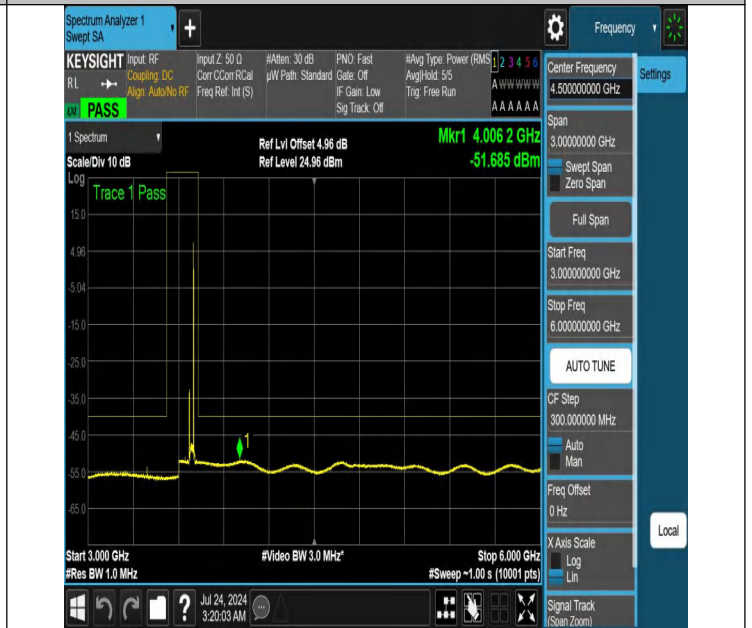 Spectrum Analyzer 1
Swept SA
+
Frequency
KEYSIGHT
RL
PASS
Input: RF
Coupling: DC
Align: Auto/No RF
Input Z: 50 Ω
Corr CCorr RCal
Freq Ref: Int (S)
#Atten: 30 dB
µW Path: Standard
PNO: Fast
Gate: Off
IF Gain: Low
Sig Track: Off
#Avg Type: Power (RMS
Avg|Hold: 5/5
Trig: Free Run
1 2 3 4 5 6
A W W W W W
A A A A A A
1 Spectrum
Scale/Div 10 dB
Ref Lvl Offset 4.96 dB
Ref Level 24.96 dBm
Mkr1 4.006 2 GHz
-51.685 dBm
Log
Trace 1 Pass
15.0
4.96
-5.04
-15.0
-25.0
-35.0
-45.0
-55.0
-65.0
1
Start 3.000 GHz
#Res BW 1.0 MHz
#Video BW 3.0 MHz*
Stop 6.000 GHz
#Sweep ~1.00 s (10001 pts)
?
Jul 24, 2024
3:20:03 AM
Center Frequency
4.500000000 GHz
Settings
Span
3.00000000 GHz
Swept Span
Zero Span
Full Span
Start Freq
3.000000000 GHz
Stop Freq
6.000000000 GHz
AUTO TUNE
CF Step
300.000000 MHz
Auto
Man
Freq Offset
0 Hz
X Axis Scale
Log
Lin
Local
Signal Track
(Span Zoom)